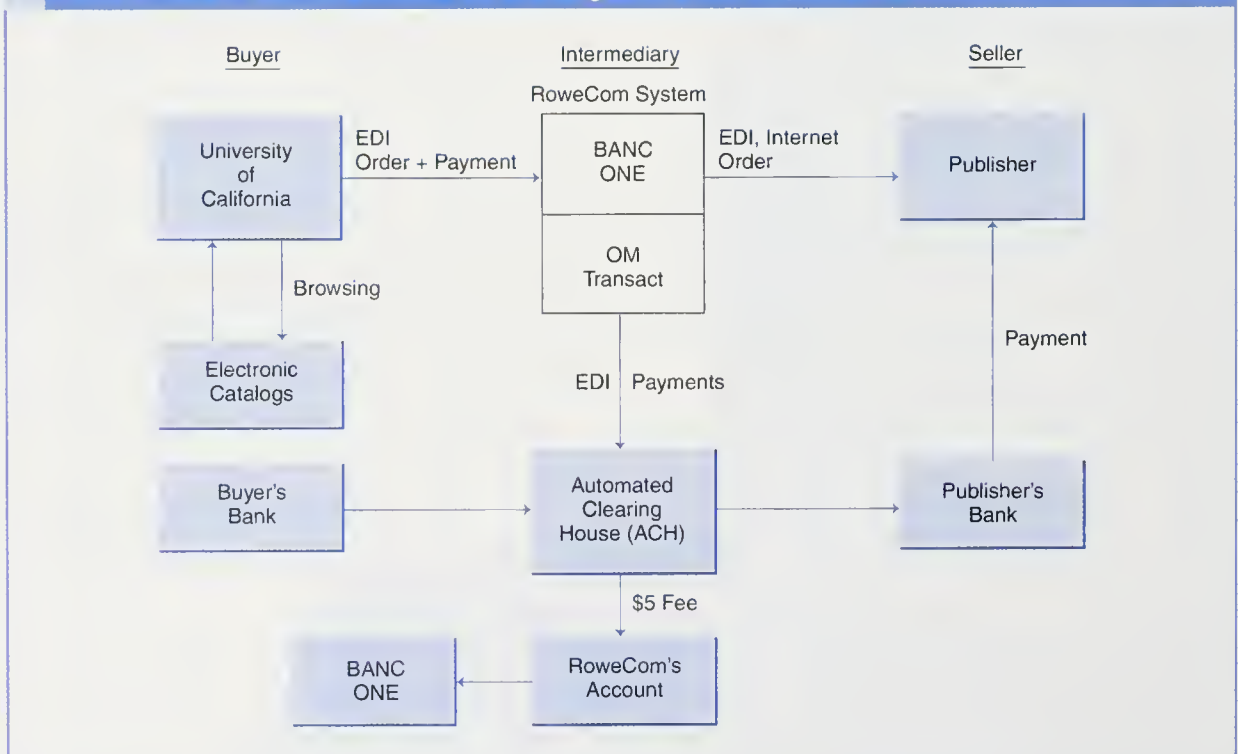 Buyer
Intermediary
Seller
RoweCom System
University
of
California
EDI
Order + Payment
BANC
ONE
EDI, Internet
Order
Publisher
OM
Transact
Browsing
Electronic
Catalogs
EDI Payments
Payment
Buyer's
Bank
Automated
Clearing
House (ACH)
Publisher's
Bank
$5 Fee
BANC
ONE
RoweCom's
Account